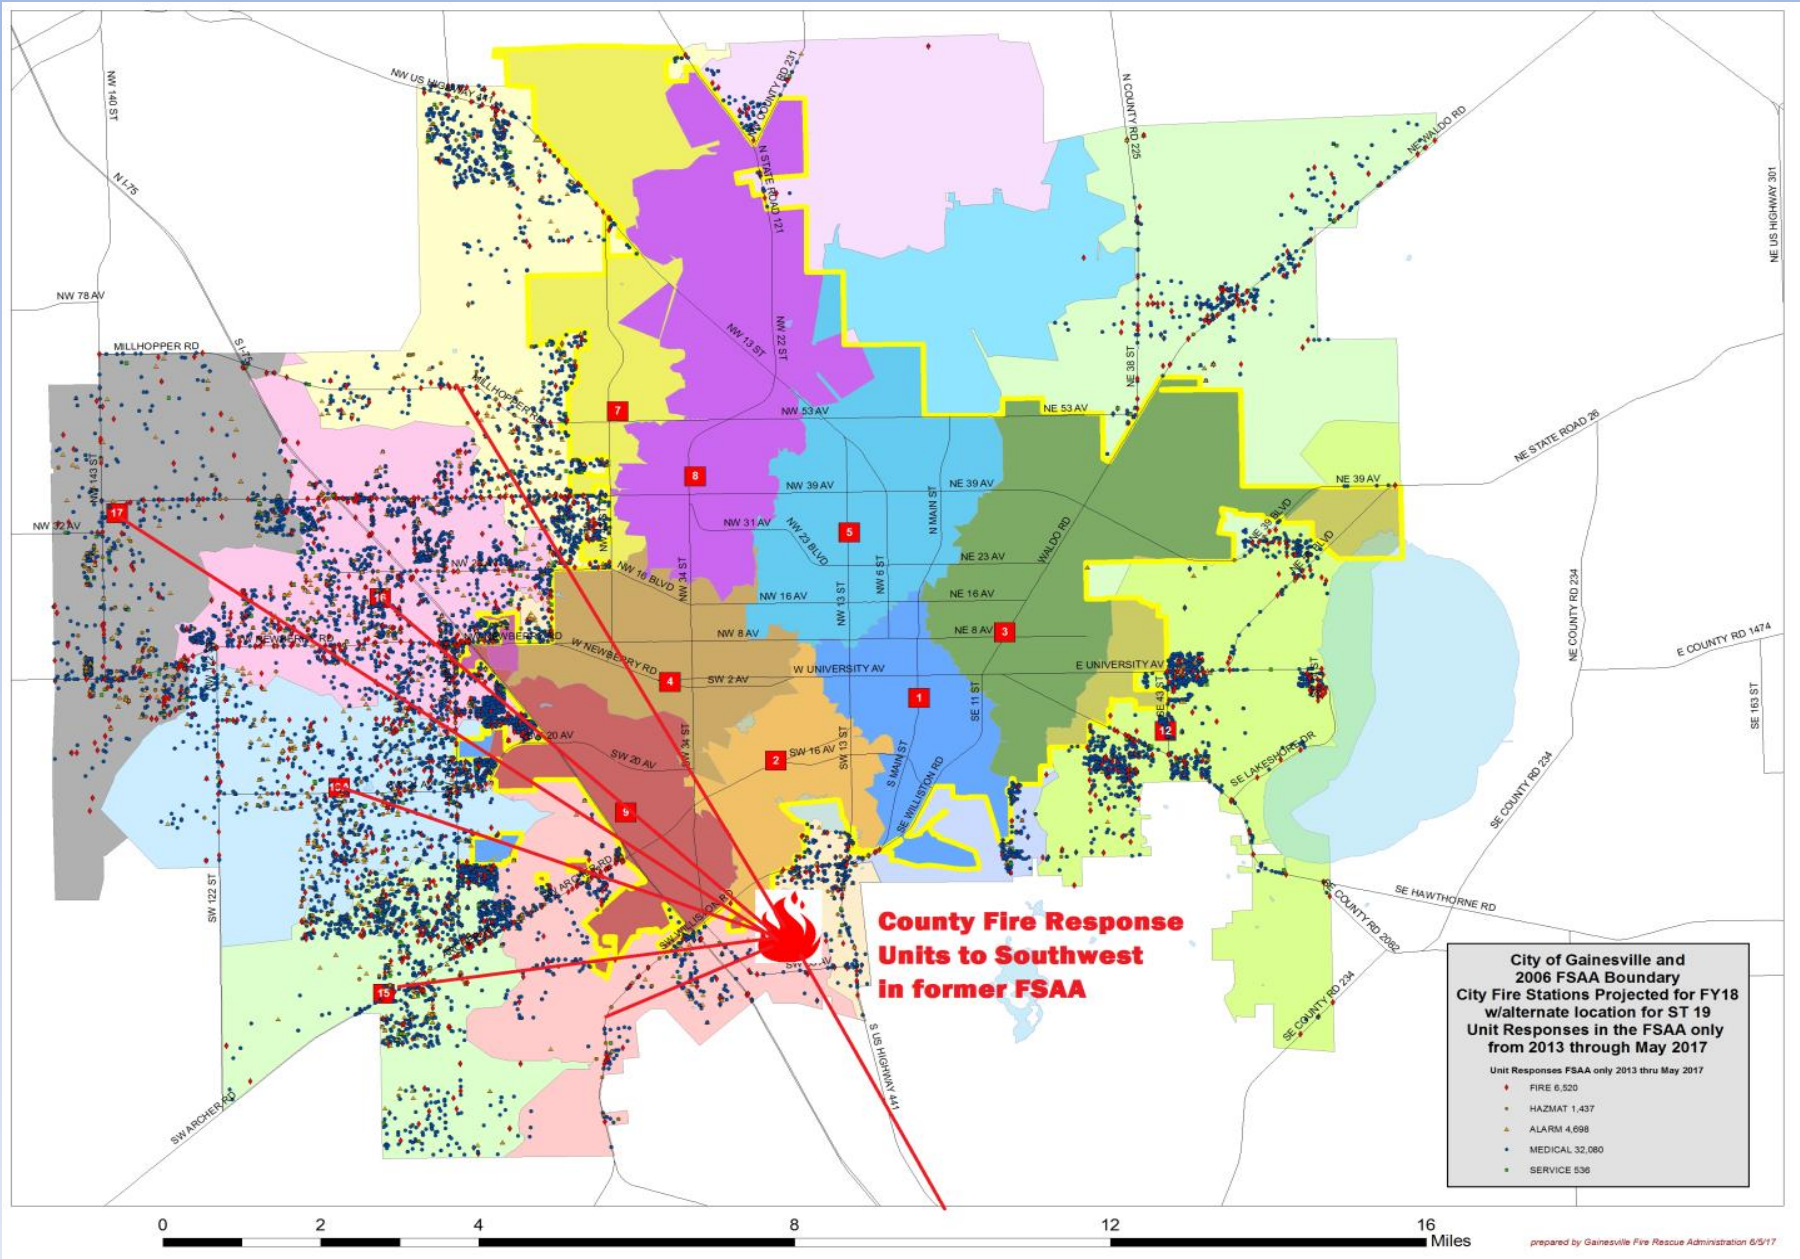 NW US HIGHWAY 441
COUNTY RD 231
NW 140 ST
N I-75
N STATE ROAD 121
N COUNTY RD 225
NE WALDO RD
NE US HIGHWAY 301
NW 78 AV
MILLHOPPER RD
S I-75
MILLHOPPER RD
NW 13 ST
NW 22 ST
NE 38 ST
7
NW 53 AV
NE 53 AV
NE STATE ROAD 26
NW 143 ST
8
NW 39 AV
NE 39 AV
N MAIN ST
NE 39 AV
17
NW 32 AV
NW 31 AV
NW 23 BLVD
5
WALDO RD
NE 39 BLVD
NE 23 AV
NW 6 ST
NW 16 BLVD
NW 34 ST
16
NW 16 AV
NW 13 ST
NE 16 AV
NE COUNTY RD 234
W NEWBERRY RD
NW 8 AV
NE 8 AV
3
E COUNTY RD 1474
W NEWBERRY RD
W UNIVERSITY AV
E UNIVERSITY AV
4
SW 2 AV
1
SE 11 ST
SE 43 ST
SE 163 ST
12
SW 20 AV
SW 20 AV
SW 34 ST
2
SW 16 AV
SW 13 ST
S MAIN ST
SE WILLISTON RD
SE LAKESHORE DR
SE COUNTY RD 234
9
SW 122 ST
SW WILLISTON RD
SE HAWTHORNE RD
SE COUNTY RD 2082
County Fire Response
Units to Southwest
in former FSAA
15
SE COUNTY RD 234
S US HIGHWAY 441
SW ARCHER RD
City of Gainesville and
2006 FSAA Boundary
City Fire Stations Projected for FY18
w/alternate location for ST 19
Unit Responses in the FSAA only
from 2013 through May 2017
Unit Responses FSAA only 2013 thru May 2017
FIRE 6,520
HAZMAT 1,437
ALARM 4,698
MEDICAL 32,080
SERVICE 536
0 2 4 8 12 16
Miles
prepared by Gainesville Fire Rescue Administration 6/5/17